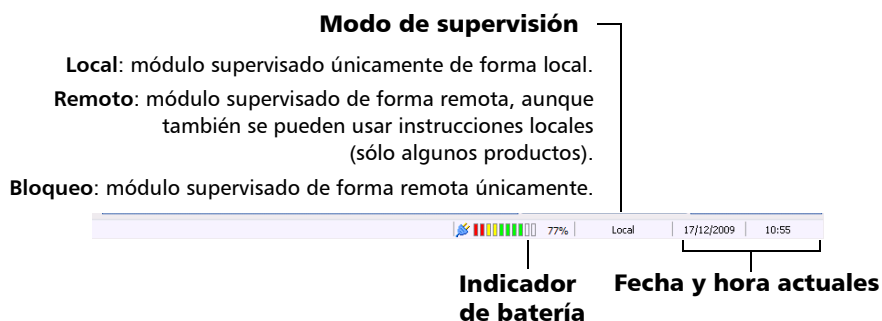 Modo de supervisión
Local: módulo supervisado únicamente de forma local.
Remoto: módulo supervisado de forma remota, aunque
también se pueden usar instrucciones locales
(sólo algunos productos).
Bloqueo: módulo supervisado de forma remota únicamente.
77% Local 17/12/2009 10:55
Indicador
de batería
Fecha y hora actuales